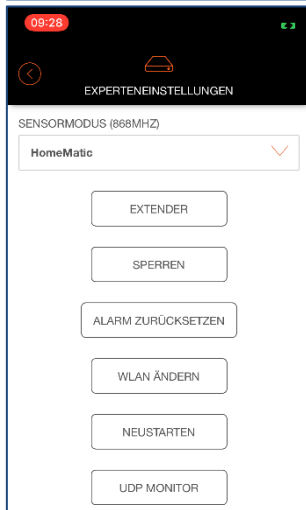 09:28
EXPERTENEINSTELLUNGEN
SENSORMODUS (868MHZ)
HomeMatic
EXTENDER
SPERREN
ALARM ZURÜCKSETZEN
WLAN ÄNDERN
NEUSTARTEN
UDP MONITOR